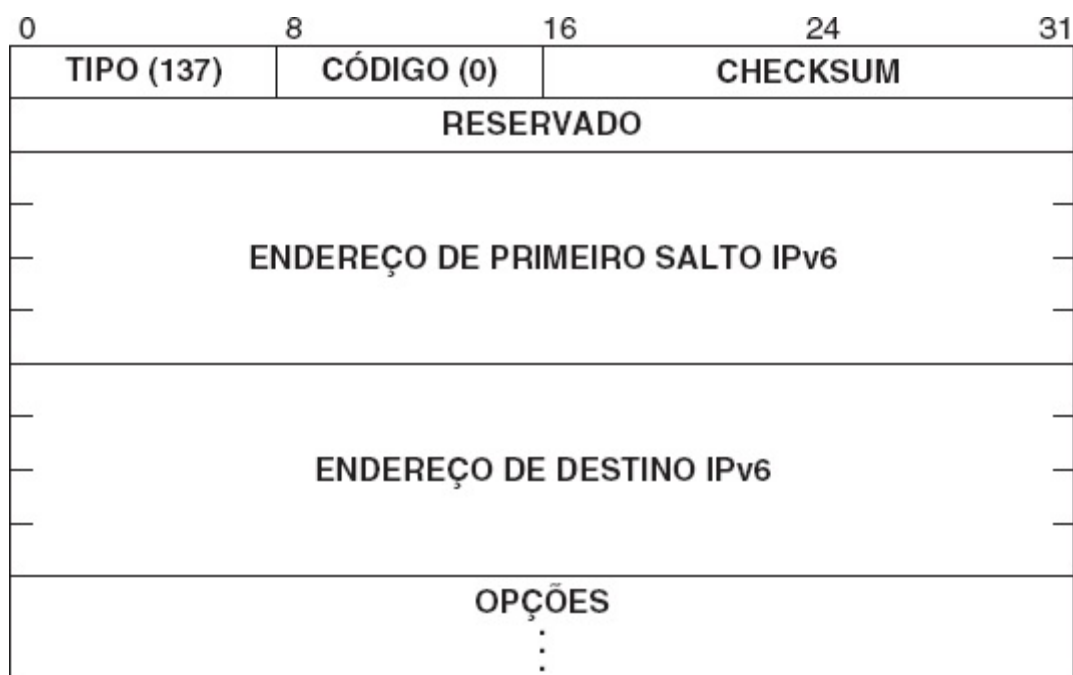 0 8 16 24 31
TIPO (137) CÓDIGO (0) CHECKSUM
RESERVADO
ENDEREÇO DE PRIMEIRO SALTO IPv6
ENDEREÇO DE DESTINO IPv6
OPÇÕES